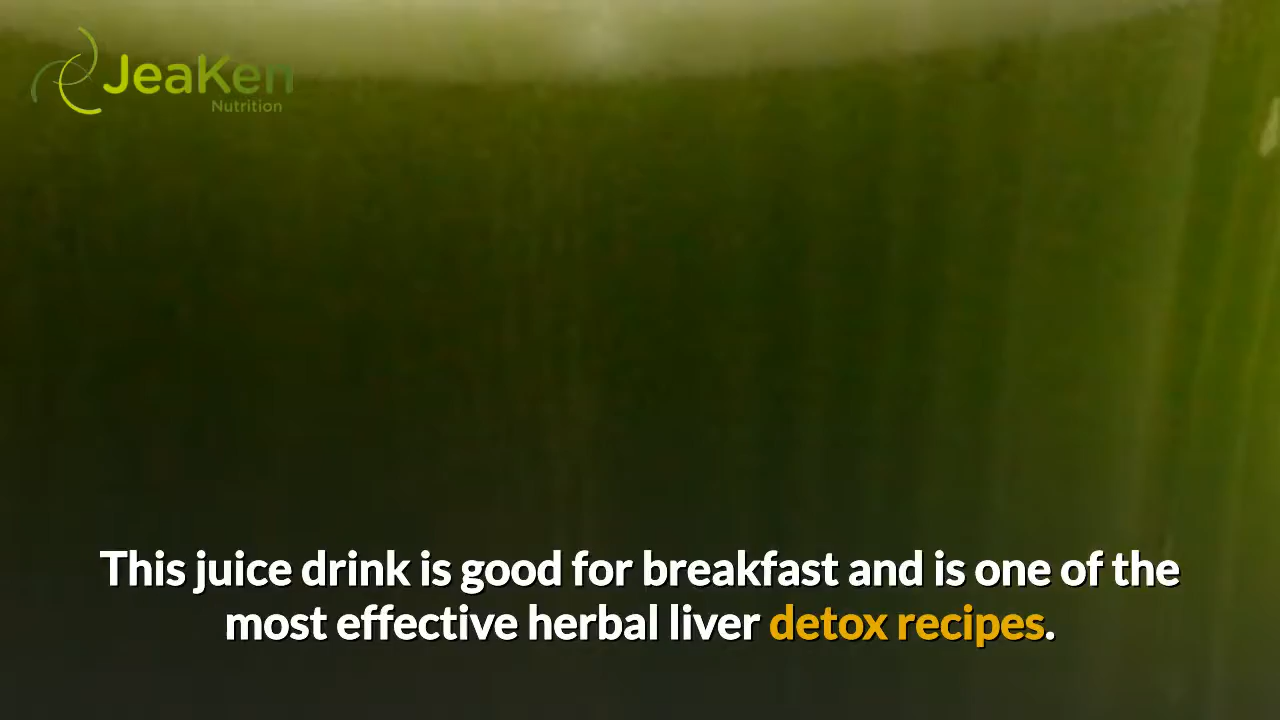 JeaKen
Nutrition
This juice drink is good for breakfast and is one of the
most effective herbal liver detox recipes.